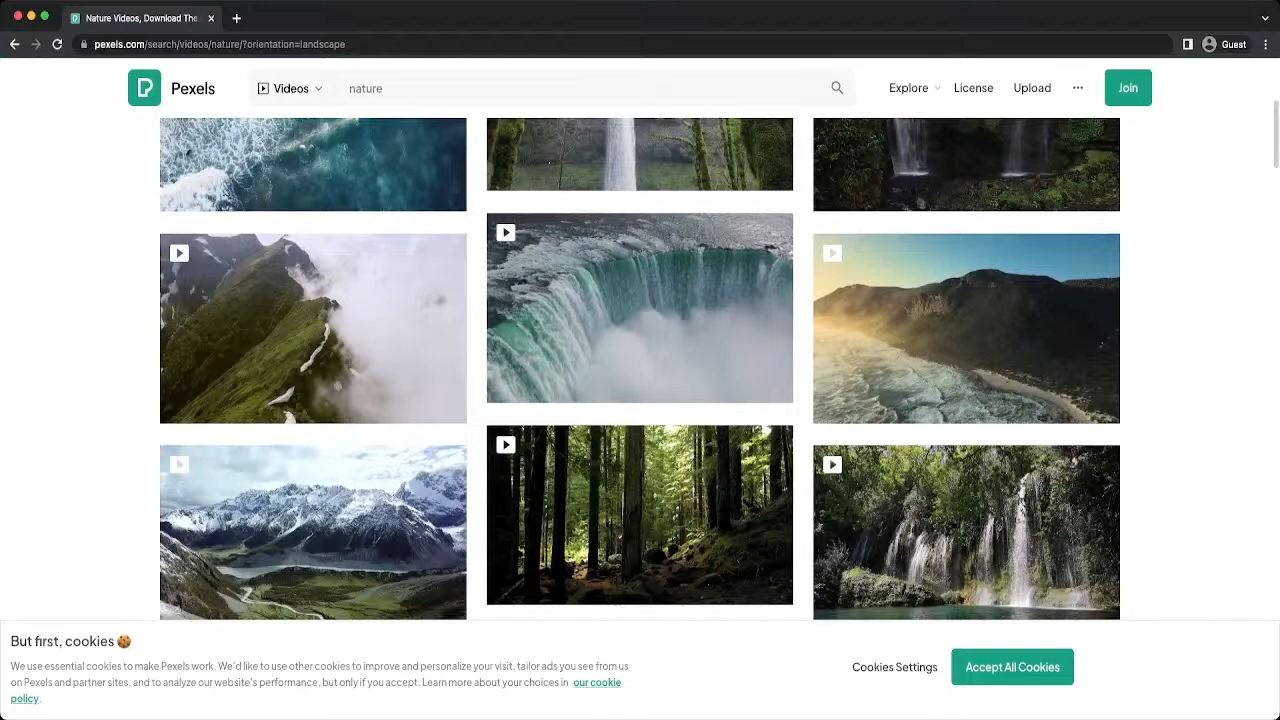 Nature Videos, Download The
pexels.com/search/videos/nature/?orientation=landscape
Guest
Pexels
Videos
nature
Explore
License
Upload
Join
But first, cookies 🍪
We use essential cookies to make Pexels work. We'd like to use other cookies to improve and personalize your visit, tailor ads you see from us
on Pexels and partner sites, and to analyze our website's performance, but only if you accept. Learn more about your choices in our cookie
policy.
Cookies Settings
Accept All Cookies